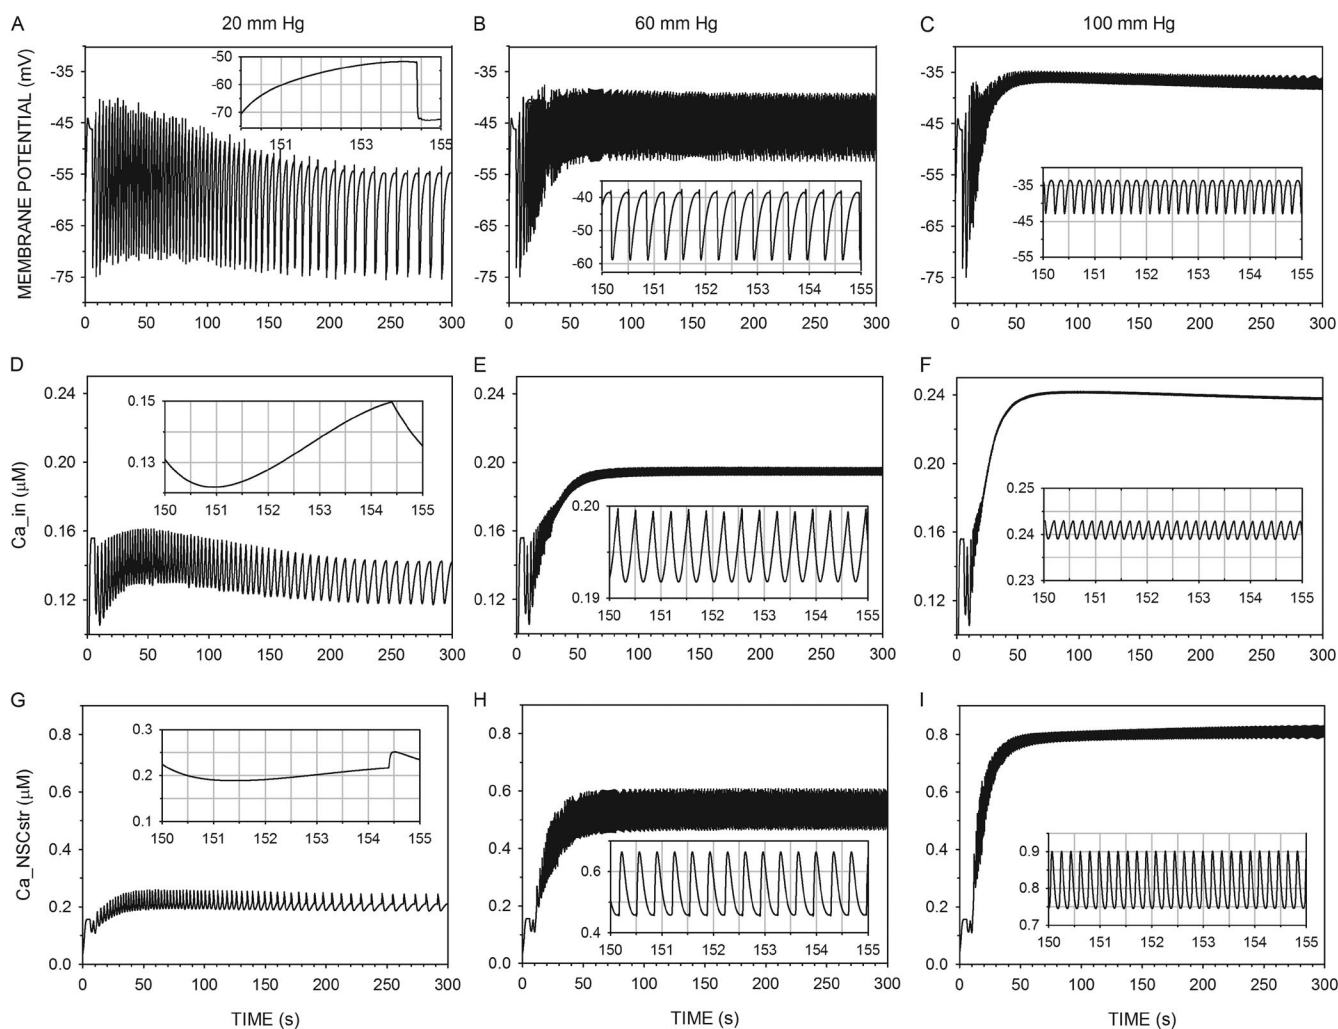 A 20 mm Hg B 60 mm Hg C 100 mm Hg
MEMBRANE POTENTIAL (mV)
-35
-45
-55
-65
-75
0 50 100 150 200 250 300
-50
-60
-70
151 153 155
-35
-45
-55
-65
-75
0 50 100 150 200 250 300
-40
-50
-60
150 151 152 153 154 155
-35
-45
-55
-65
-75
0 50 100 150 200 250 300
-35
-45
-55
150 151 152 153 154 155
D E F
Ca_in (µM)
0.24
0.20
0.16
0.12
0 50 100 150 200 250 300
0.15
0.13
150 151 152 153 154 155
0.24
0.20
0.16
0.12
0 50 100 150 200 250 300
0.20
0.19
150 151 152 153 154 155
0.24
0.20
0.16
0.12
0 50 100 150 200 250 300
0.25
0.24
0.23
150 151 152 153 154 155
G H I
Ca_NSCstr (µM)
0.8
0.6
0.4
0.2
0.0
0 50 100 150 200 250 300
0.3
0.2
0.1
150 151 152 153 154 155
TIME (s)
0.8
0.6
0.4
0.2
0.0
0 50 100 150 200 250 300
0.6
0.4
150 151 152 153 154 155
TIME (s)
0.8
0.6
0.4
0.2
0.0
0 50 100 150 200 250 300
0.9
0.8
0.7
150 151 152 153 154 155
TIME (s)